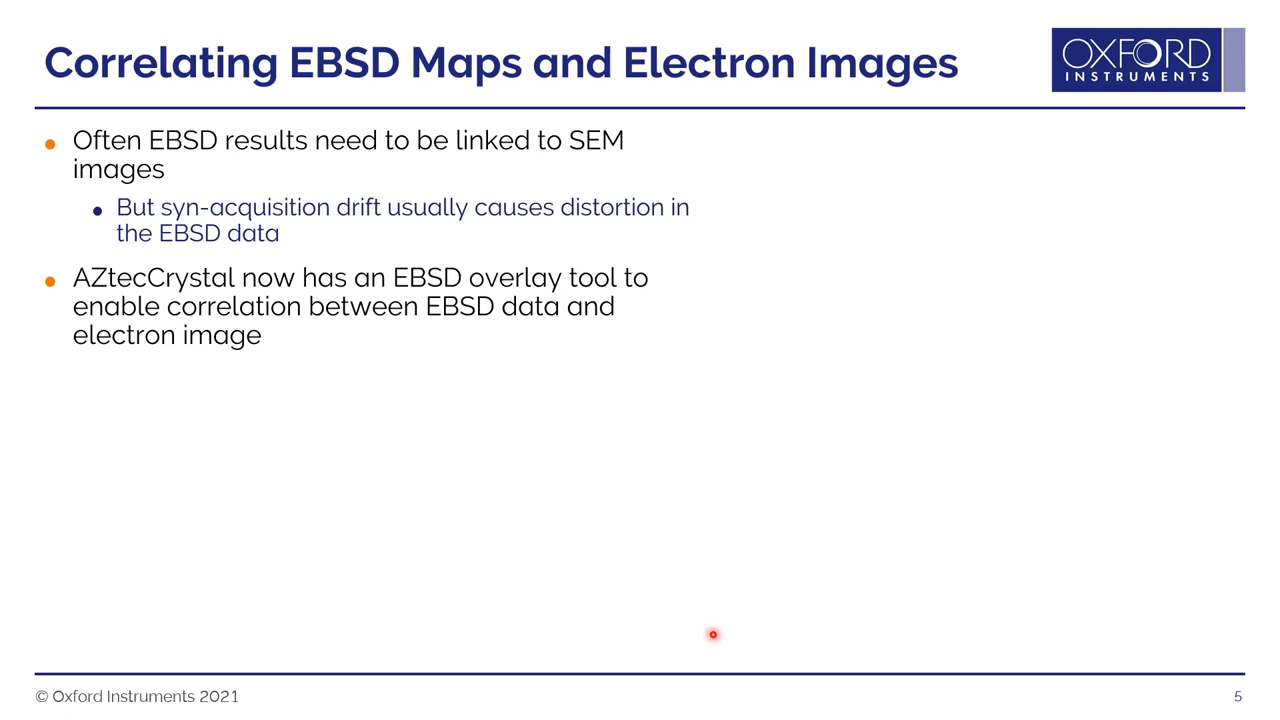 Correlating EBSD Maps and Electron Images
OXFORD
INSTRUMENTS
Often EBSD results need to be linked to SEM
images
But syn-acquisition drift usually causes distortion in
the EBSD data
AZtecCrystal now has an EBSD overlay tool to
enable correlation between EBSD data and
electron image
© Oxford Instruments 2021
5